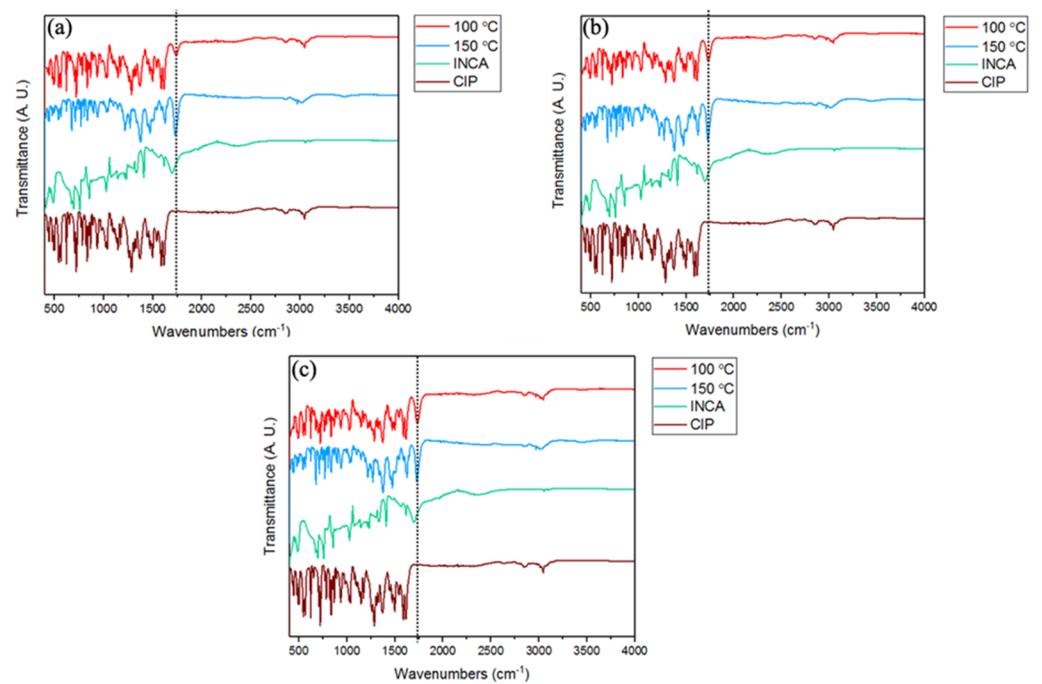 (a)
100 °C
150 °C
INCA
CIP
Transmittance (A. U.)
500 1000 1500 2000 2500 3000 3500 4000
Wavenumbers (cm⁻¹)
(b)
100 °C
150 °C
INCA
CIP
Transmittance (A. U.)
500 1000 1500 2000 2500 3000 3500 4000
Wavenumbers (cm⁻¹)
(c)
100 °C
150 °C
INCA
CIP
Transmittance (A. U.)
500 1000 1500 2000 2500 3000 3500 4000
Wavenumbers (cm⁻¹)